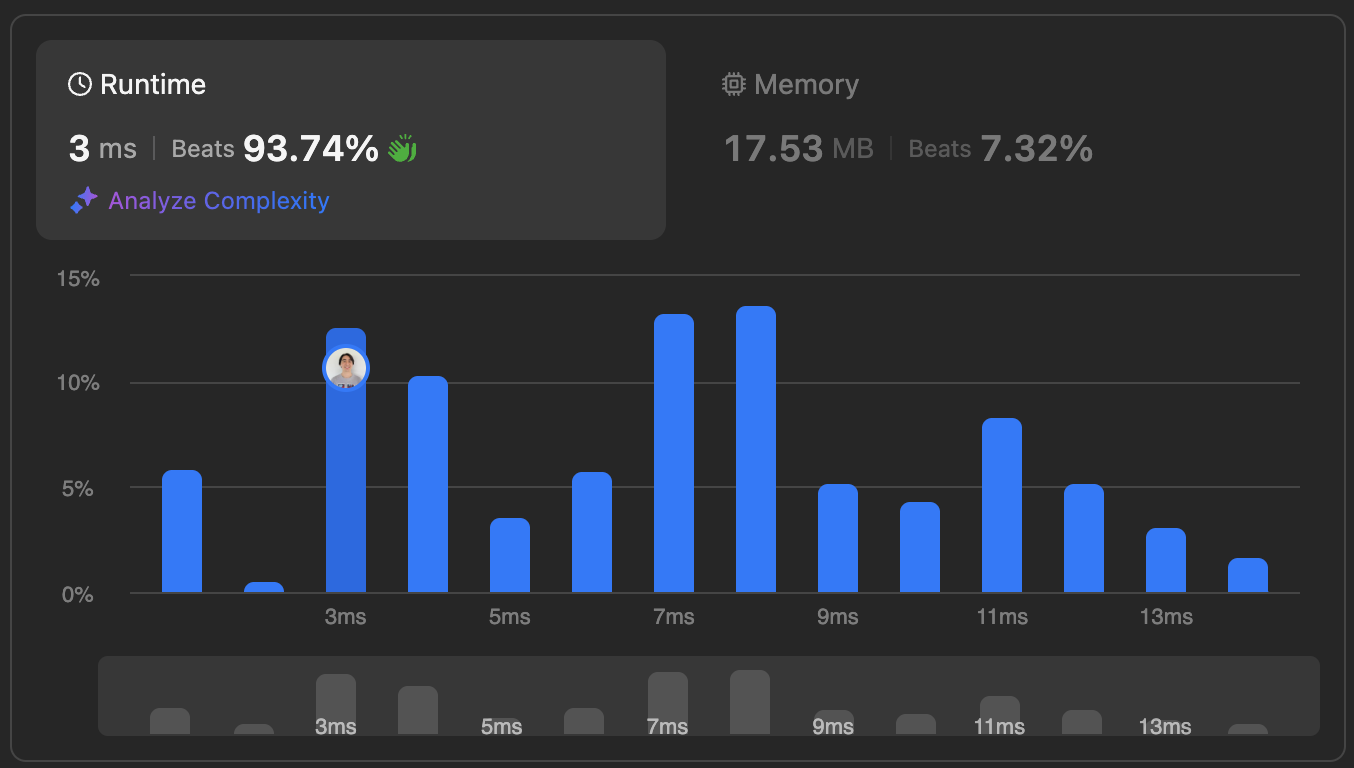 Runtime
3 ms | Beats 93.74%
Analyze Complexity
Memory
17.53 MB | Beats 7.32%
15%
10%
5%
0%
3ms 5ms 7ms 9ms 11ms 13ms
3ms 5ms 7ms 9ms 11ms 13ms